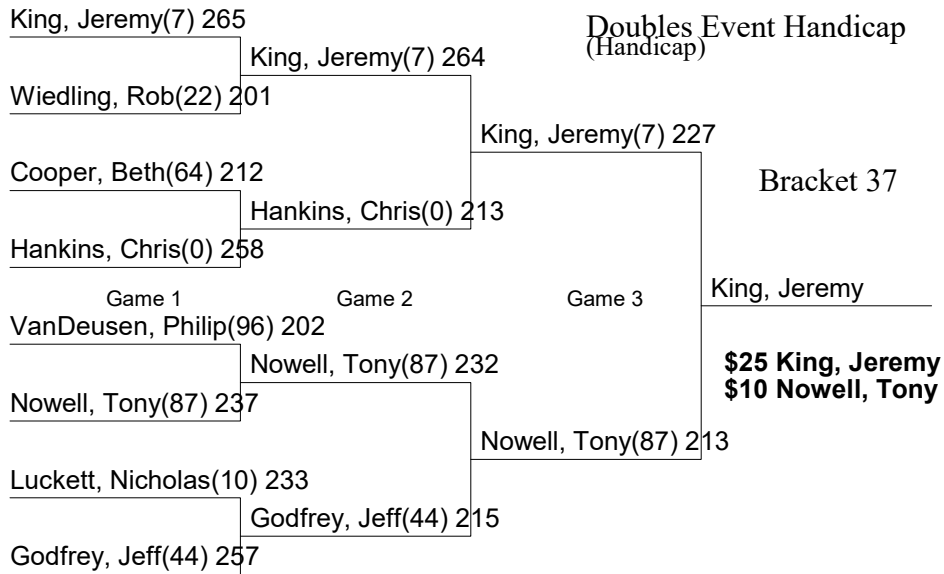 King, Jeremy(7) 265
Doubles Event Handicap
(Handicap)
King, Jeremy(7) 264
Wiedling, Rob(22) 201
King, Jeremy(7) 227
Cooper, Beth(64) 212
Bracket 37
Hankins, Chris(0) 213
Hankins, Chris(0) 258
Game 1
Game 2
Game 3
King, Jeremy
VanDeusen, Philip(96) 202
Nowell, Tony(87) 232
$25 King, Jeremy
$10 Nowell, Tony
Nowell, Tony(87) 237
Nowell, Tony(87) 213
Luckett, Nicholas(10) 233
Godfrey, Jeff(44) 215
Godfrey, Jeff(44) 257